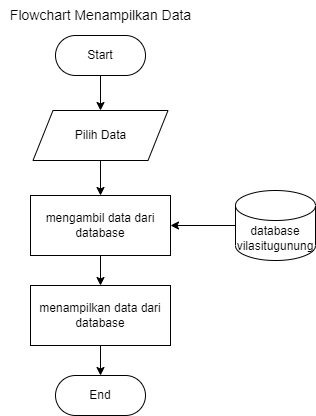 Flowchart Menampilkan Data
Start
Pilih Data
mengambil data dari
database
database
vilasitugunung
menampilkan data dari
database
End